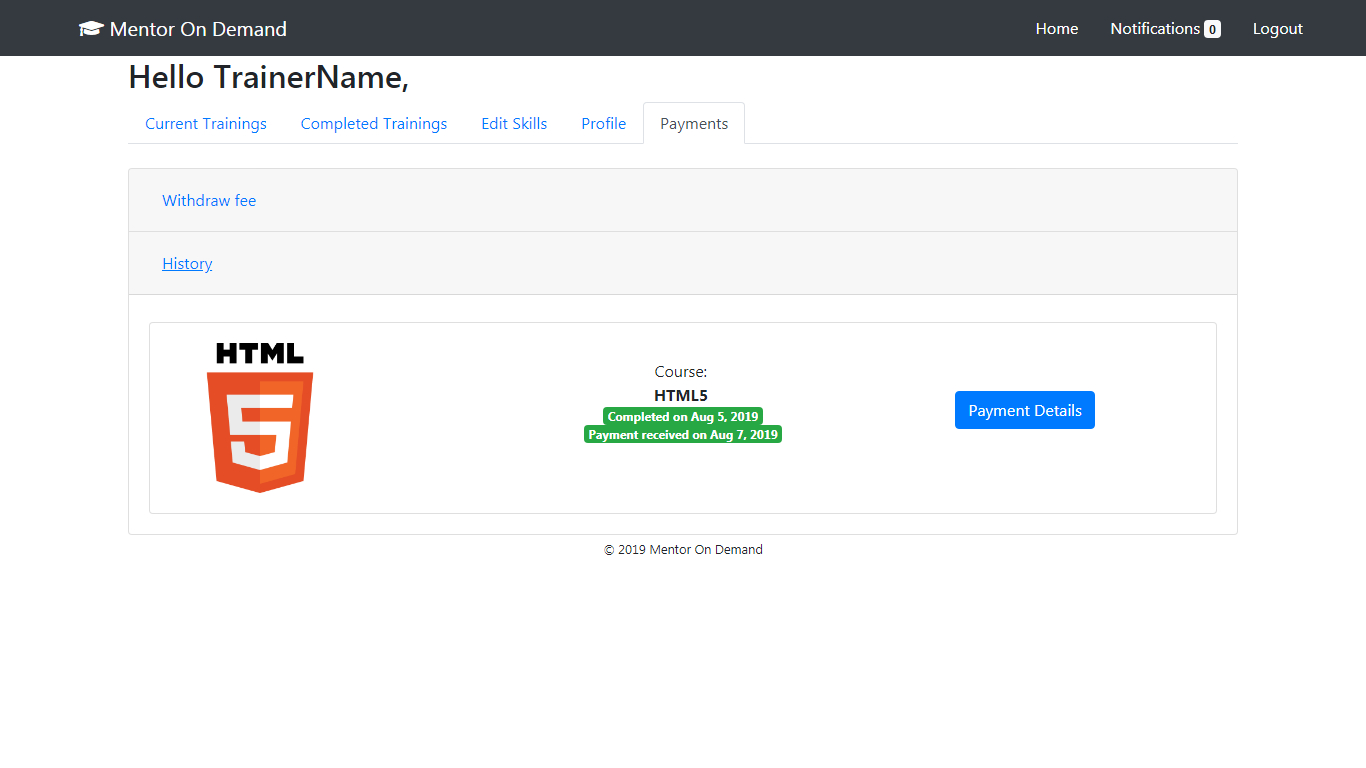 Mentor On Demand
Home Notifications 0 Logout
Hello TrainerName,
Current Trainings Completed Trainings Edit Skills Profile Payments
Withdraw fee
History
HTML
5
Course:
HTML5
Completed on Aug 5, 2019
Payment received on Aug 7, 2019
Payment Details
© 2019 Mentor On Demand